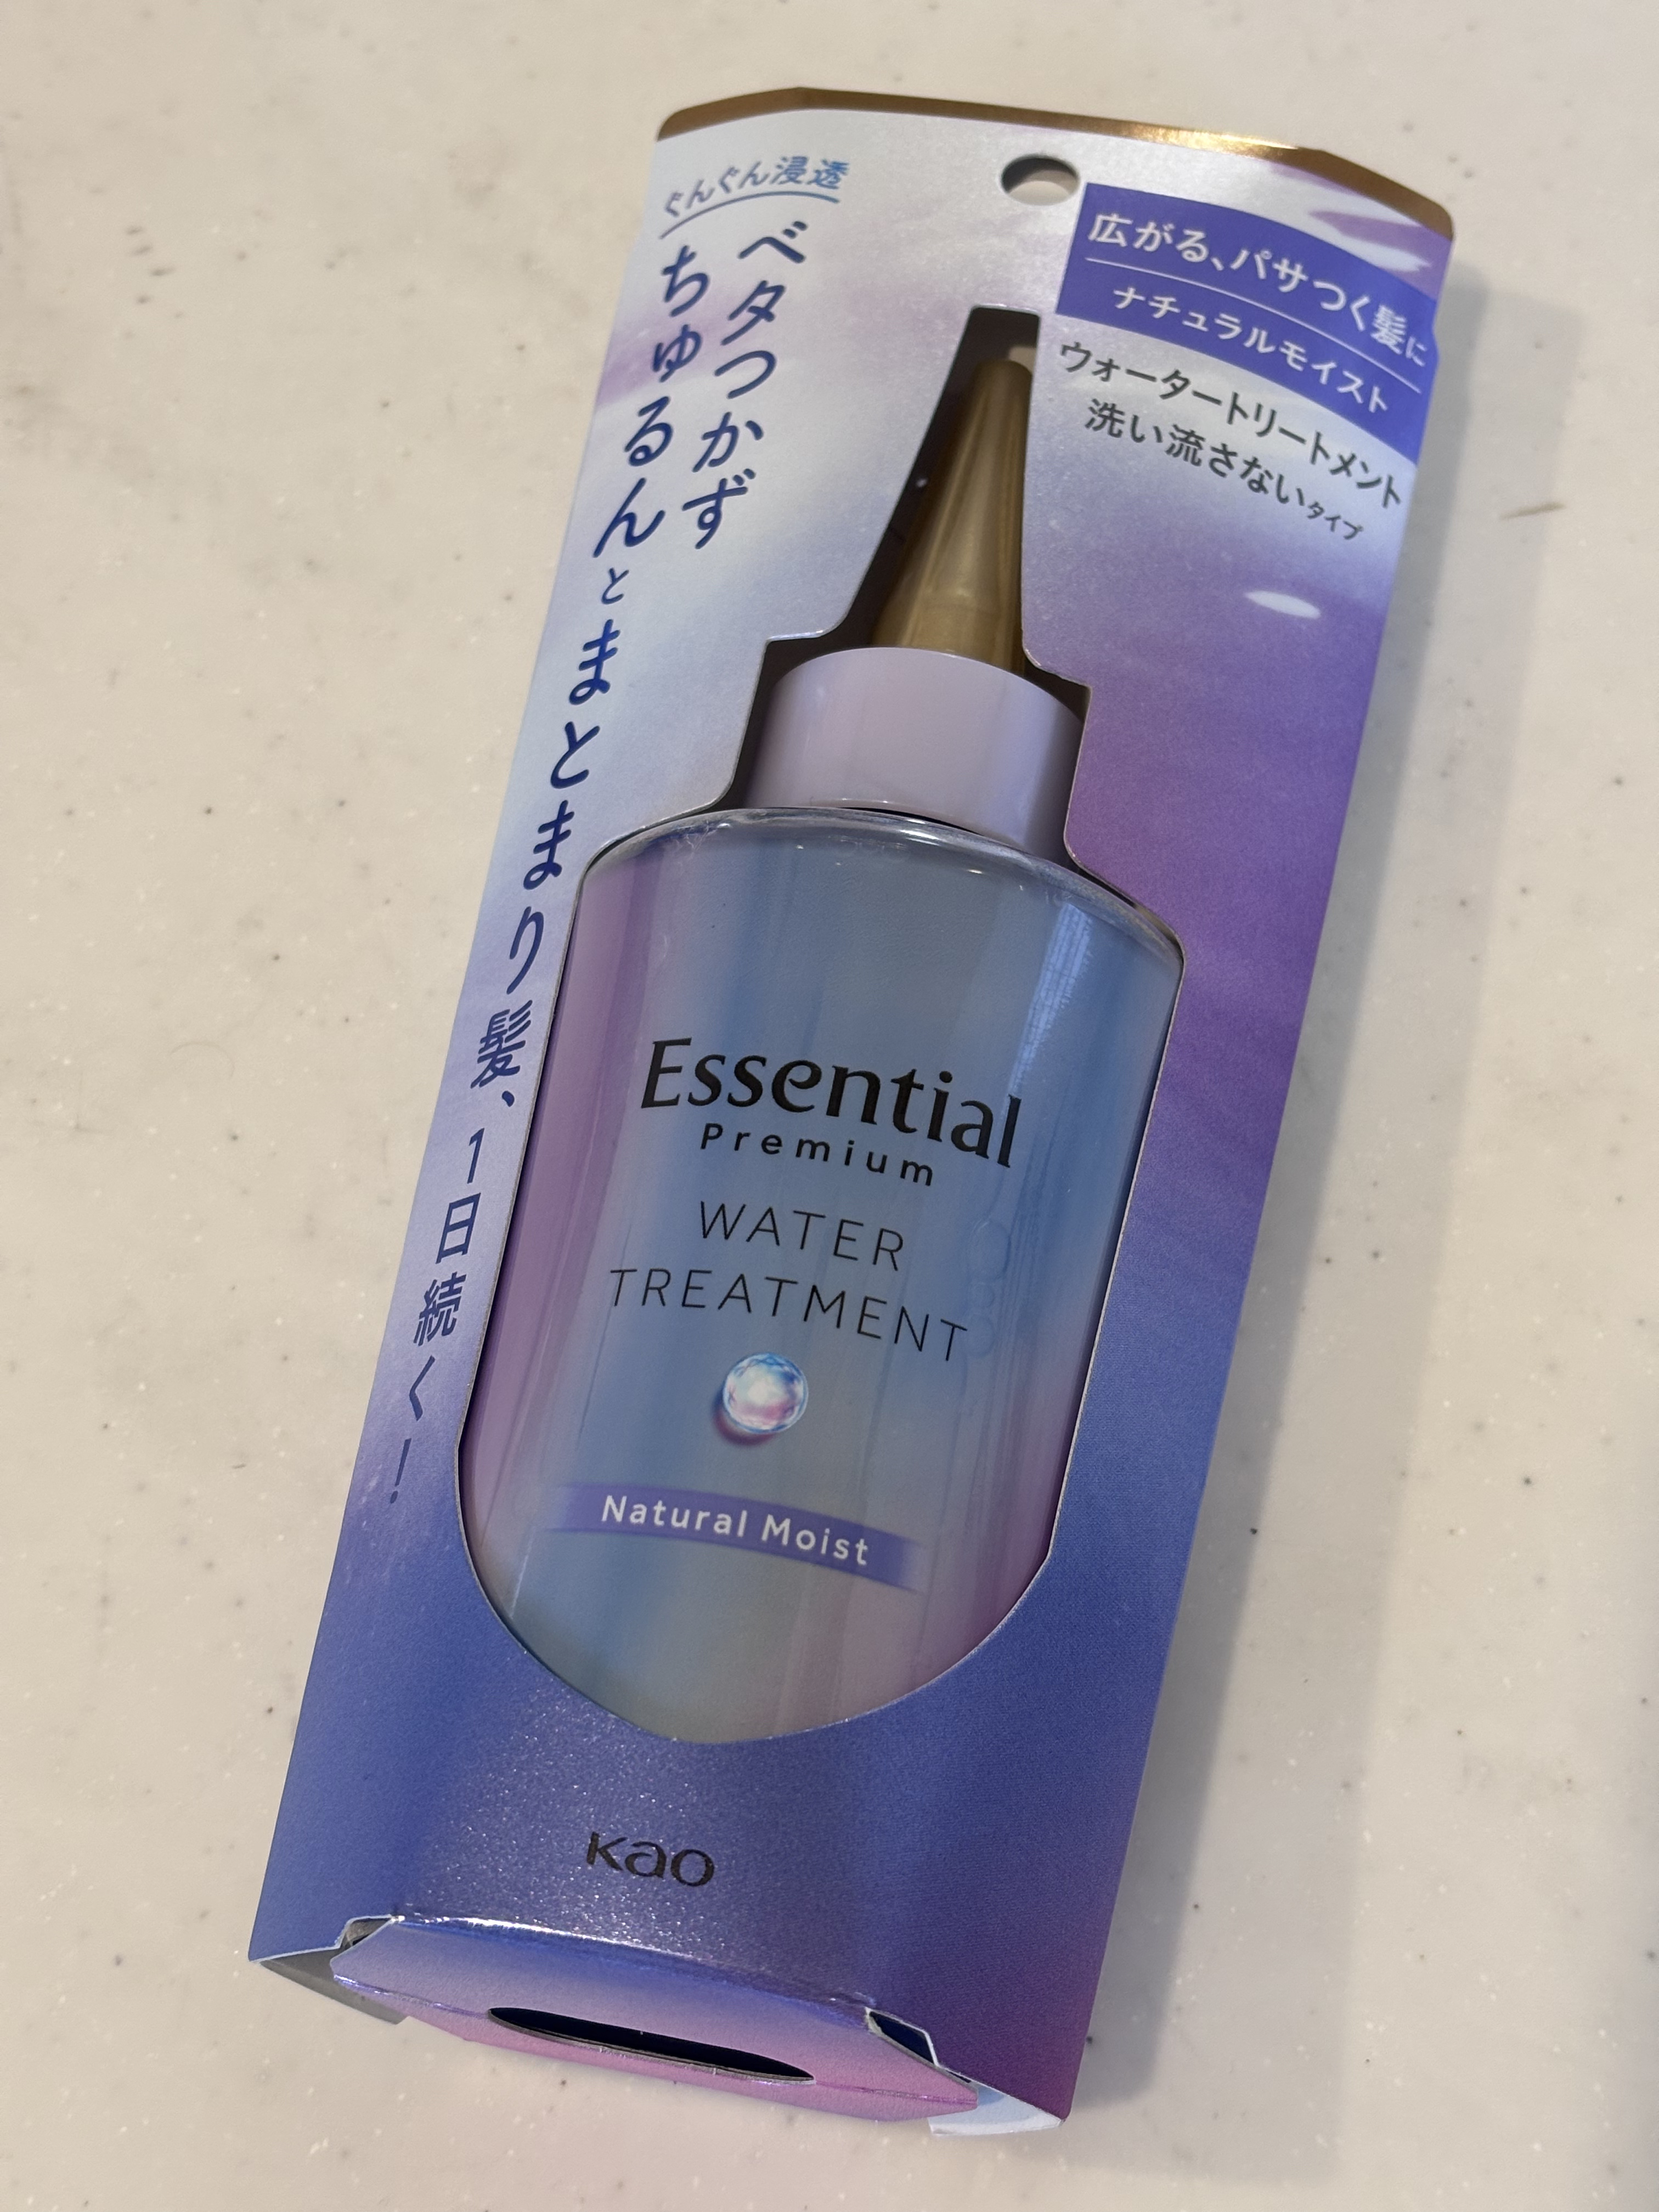 ぐんぐん浸透
ベタつかず
ちゅるんとまとまり髪、1日続く！
広がる、パサつく髪に
ナチュラルモイスト
ウォータートリートメント
洗い流さないタイプ
Essential
Premium
WATER
TREATMENT
Natural Moist
Kao